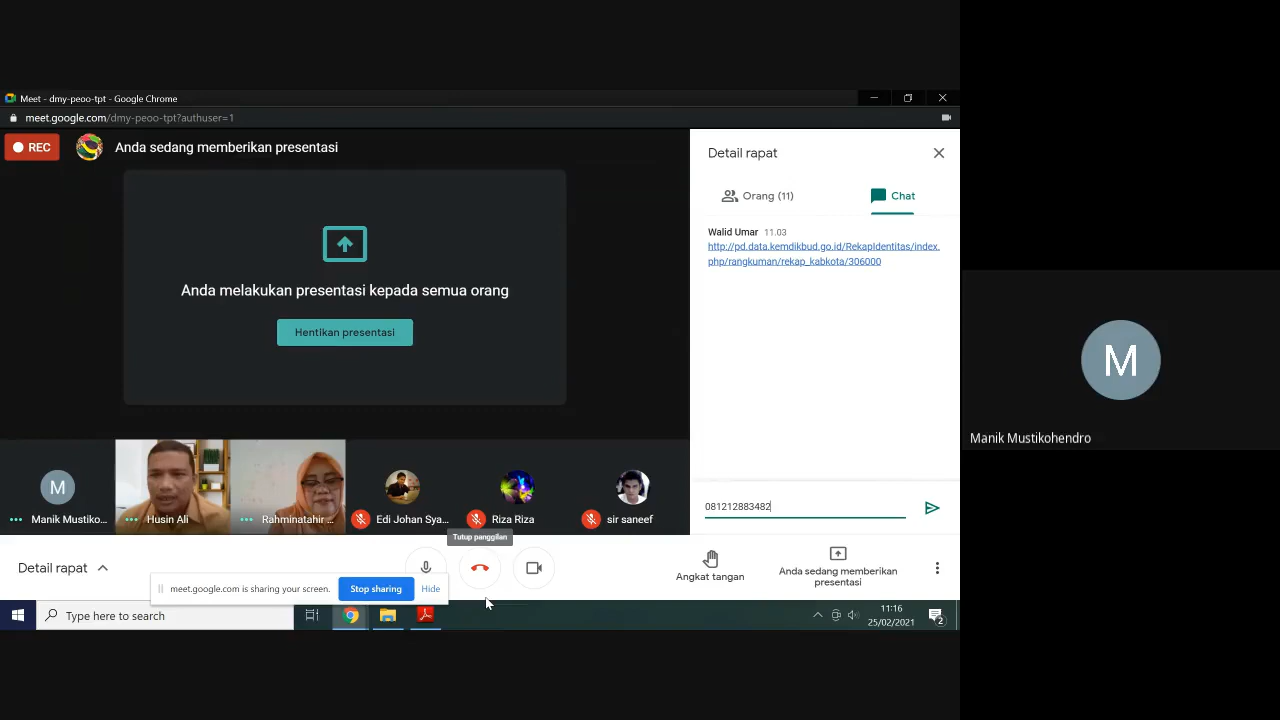 Meet - dmy-peoo-tpt - Google Chrome
meet.google.com/dmy-peoo-tpt?authuser=1
REC
Anda sedang memberikan presentasi
Anda melakukan presentasi kepada semua orang
Hentikan presentasi
M
Manik Mustiko...
Husin Ali
Rahminatahir ...
Edi Johan Sya...
Riza Riza
sir saneef
Detail rapat
Orang (11)
Chat
Walid Umar 11.03
http://pd.data.kemdikbud.go.id/RekapIdentitas/index.
php/rangkuman/rekap_kabkota/306000
081212883482
Tutup panggilan
Detail rapat
Angkat tangan
Anda sedang memberikan
presentasi
meet.google.com is sharing your screen.
Stop sharing
Hide
Type here to search
11:16
25/02/2021
2
M
Manik Mustikohendro